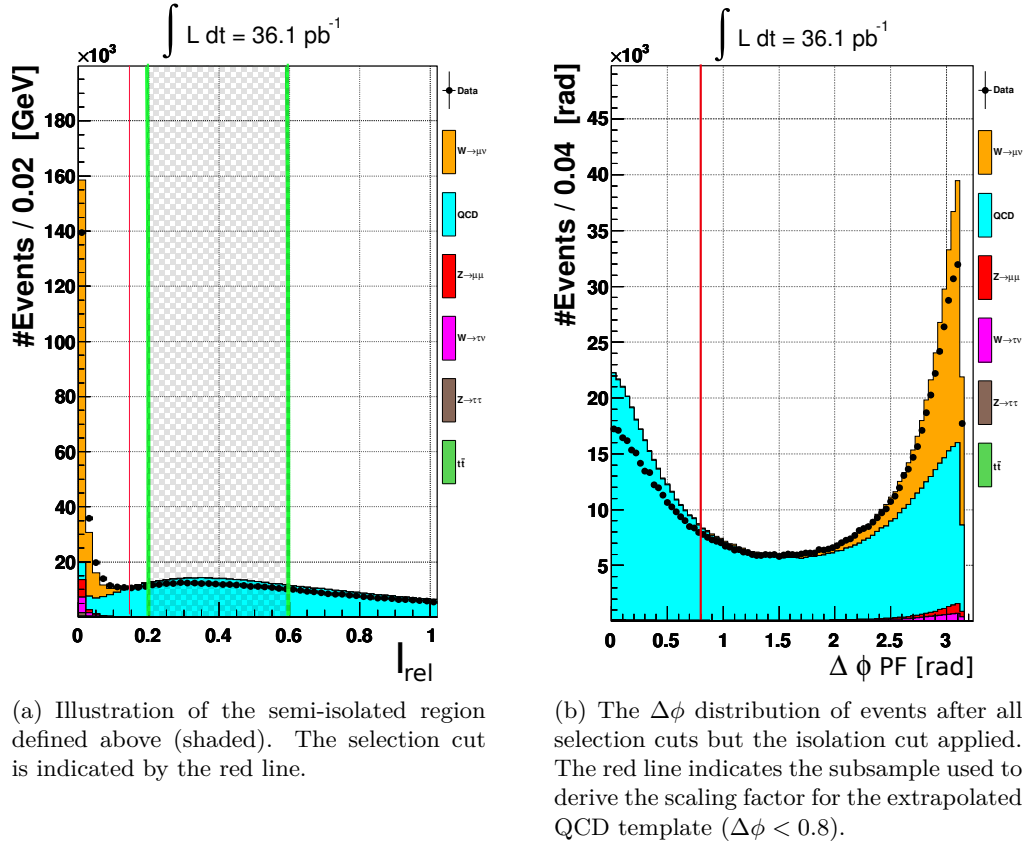 ∫ L dt = 36.1 pb⁻¹
×10³
#Events / 0.02 [GeV]
180
160
140
120
100
80
60
40
20
0 0.2 0.4 0.6 0.8 1
I_rel
Data
W→μν
QCD
Z→μμ
W→τν
Z→ττ
tt̄
(a) Illustration of the semi-isolated region
defined above (shaded). The selection cut
is indicated by the red line.
∫ L dt = 36.1 pb⁻¹
×10³
#Events / 0.04 [rad]
45
40
35
30
25
20
15
10
5
0 0.5 1 1.5 2 2.5 3
Δ ϕ PF [rad]
Data
W→μν
QCD
Z→μμ
W→τν
Z→ττ
tt̄
(b) The Δϕ distribution of events after all
selection cuts but the isolation cut applied.
The red line indicates the subsample used to
derive the scaling factor for the extrapolated
QCD template (Δϕ < 0.8).